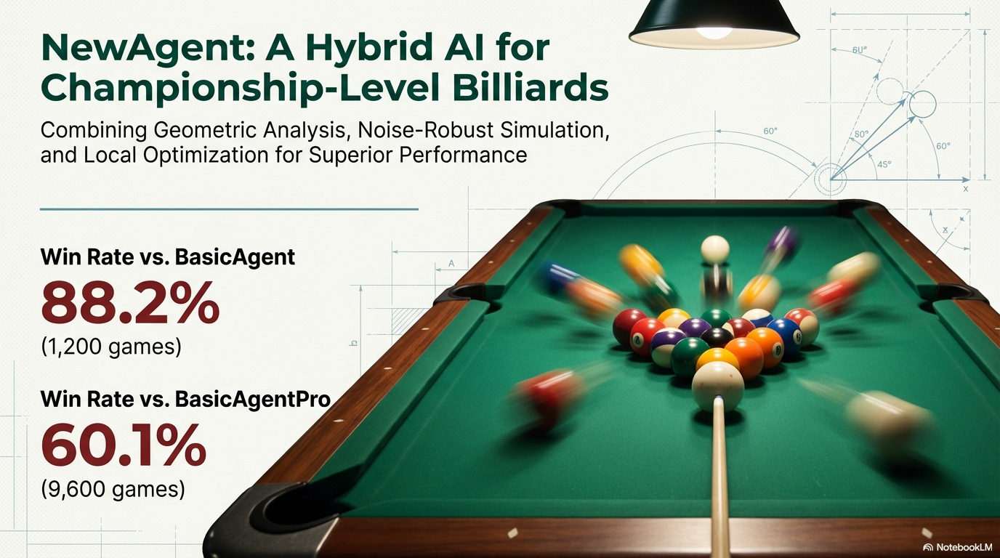 NewAgent: A Hybrid AI for
Championship-Level Billiards
Combining Geometric Analysis, Noise-Robust Simulation,
and Local Optimization for Superior Performance
Win Rate vs. BasicAgent
88.2%
(1,200 games)
Win Rate vs. BasicAgentPro
60.1%
(9,600 games)
60°
60°
80°
60°
45°
x
x
A
b
NotebookLM